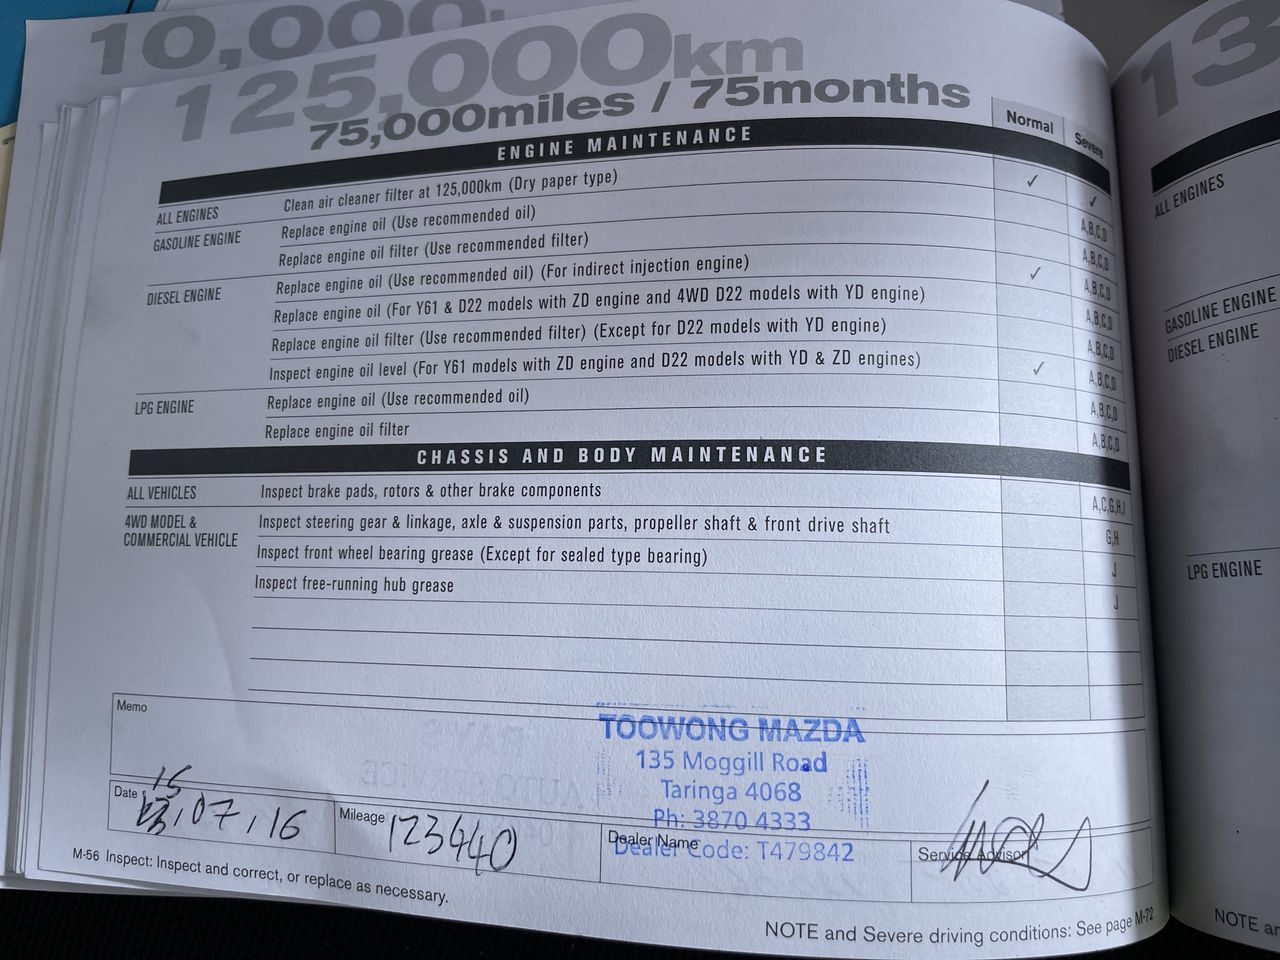 10,000
125,000km
75,000miles / 75months
Normal
Severe
ENGINE MAINTENANCE
ALL ENGINES Clean air cleaner filter at 125,000km (Dry paper type) ✓ ✓
GASOLINE ENGINE Replace engine oil (Use recommended oil) A,B,C,D
Replace engine oil filter (Use recommended filter) A,B,C,D
DIESEL ENGINE Replace engine oil (Use recommended oil) (For indirect injection engine) ✓ A,B,C,D
Replace engine oil (For Y61 & D22 models with ZD engine and 4WD D22 models with YD engine) A,B,C,D
Replace engine oil filter (Use recommended filter) (Except for D22 models with YD engine) A,B,C,D
Inspect engine oil level (For Y61 models with ZD engine and D22 models with YD & ZD engines) ✓ A,B,C,D
LPG ENGINE Replace engine oil (Use recommended oil) A,B,C,D
Replace engine oil filter A,B,C,D
CHASSIS AND BODY MAINTENANCE
ALL VEHICLES Inspect brake pads, rotors & other brake components A,C,G,H,I
4WD MODEL & COMMERCIAL VEHICLE Inspect steering gear & linkage, axle & suspension parts, propeller shaft & front drive shaft G,H
Inspect front wheel bearing grease (Except for sealed type bearing) J
Inspect free-running hub grease J
Memo
TOOWONG MAZDA
135 Moggill Road
Taringa 4068
Ph: 3870 4333
Dealer Code: T479842
Date 15,07,16
Mileage 123440
Dealer Name
Service Advisor
M-56 Inspect: Inspect and correct, or replace as necessary.
NOTE and Severe driving conditions: See page M-72
13
ALL ENGINES
GASOLINE ENGINE
DIESEL ENGINE
LPG ENGINE
NOTE